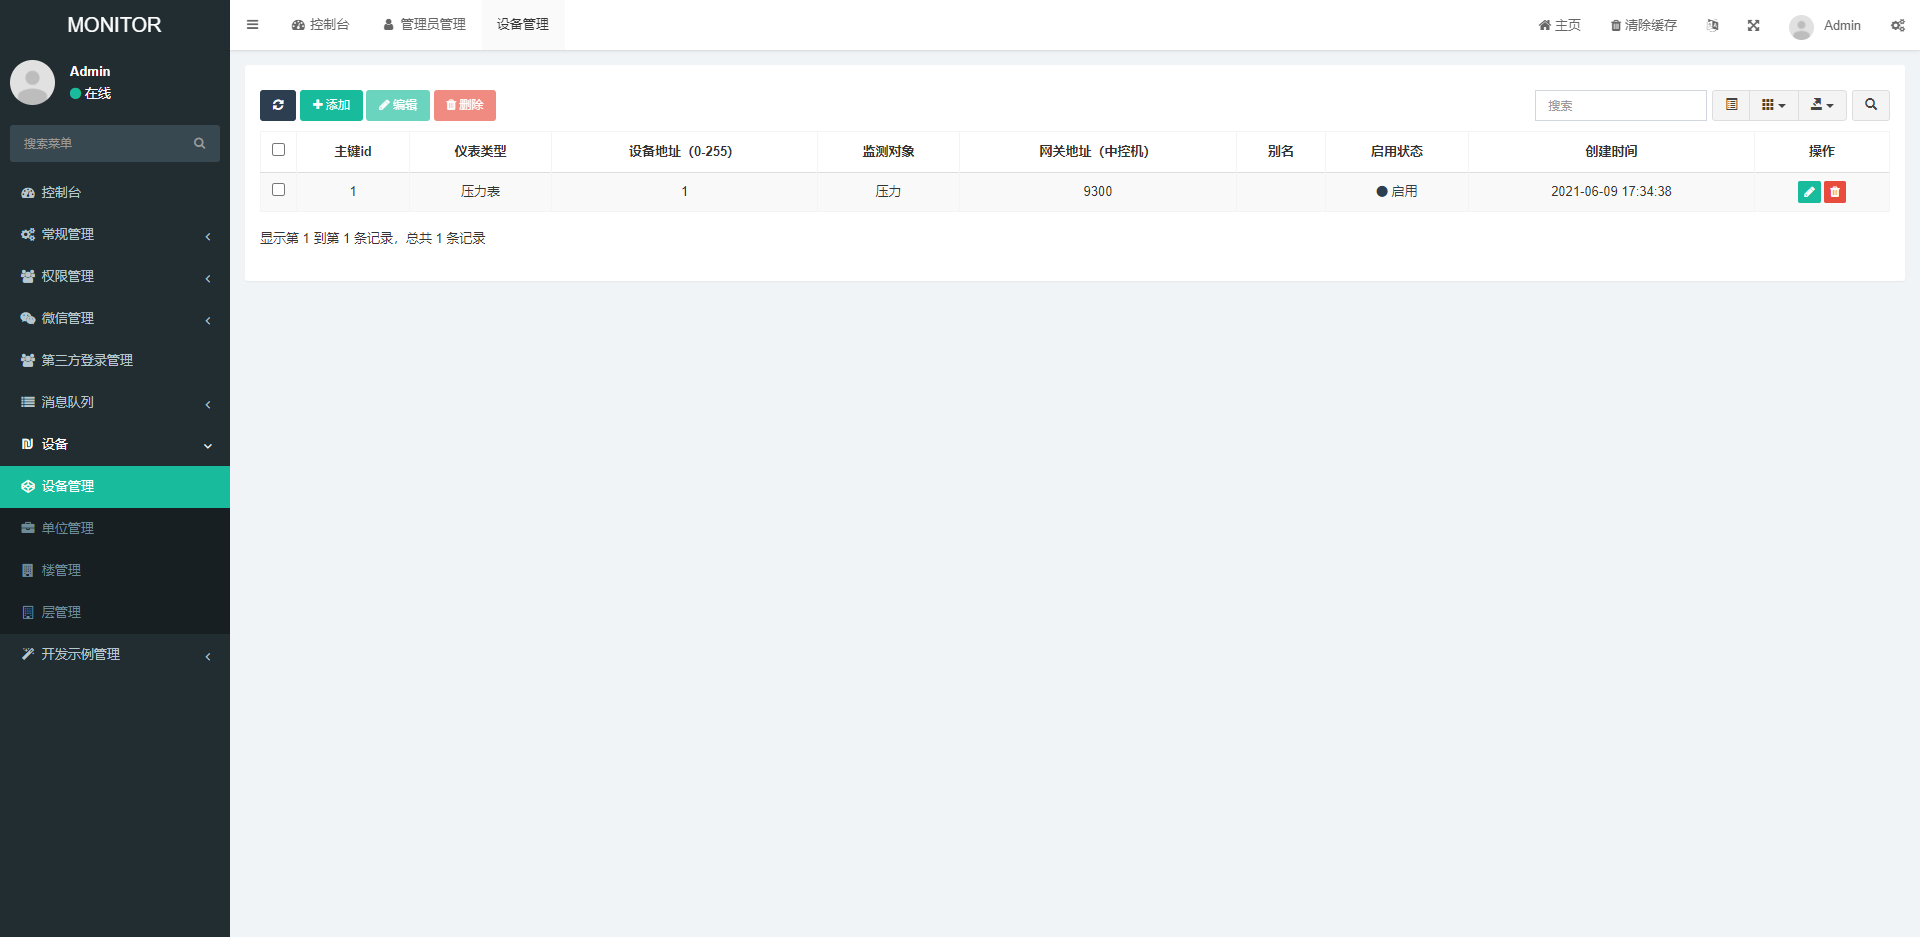 MONITOR
Admin
在线
搜索菜单
控制台
常规管理
权限管理
微信管理
第三方登录管理
消息队列
设备
设备管理
单位管理
楼管理
层管理
开发示例管理
控制台 管理员管理 设备管理 主页 清除缓存 Admin
添加 编辑 删除 搜索
主键id 仪表类型 设备地址（0-255） 监测对象 网关地址（中控机） 别名 启用状态 创建时间 操作
1 压力表 1 压力 9300 启用 2021-06-09 17:34:38
显示第 1 到第 1 条记录，总共 1 条记录